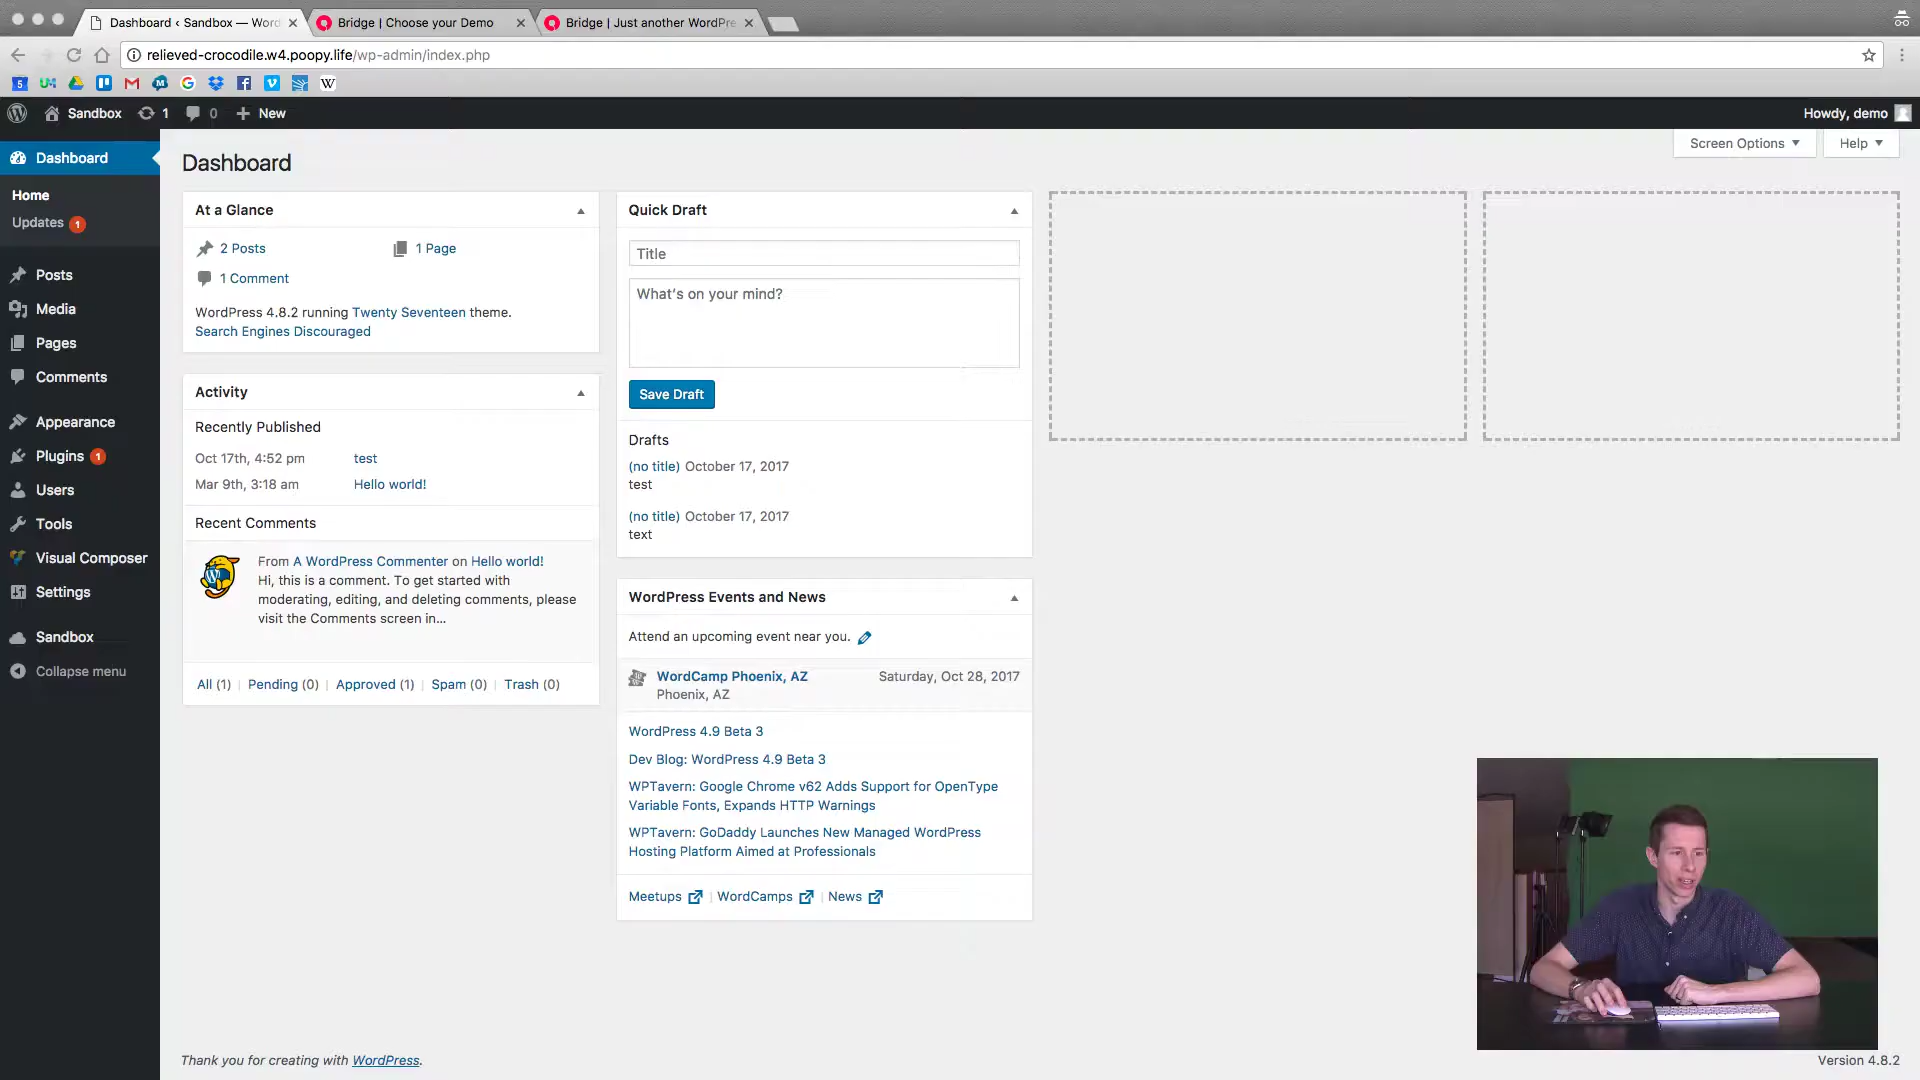 Dashboard ‹ Sandbox — Word
Bridge | Choose your Demo
Bridge | Just another WordPre
relieved-crocodile.w4.poopy.life/wp-admin/index.php
5
W
Sandbox
1
0
New
Howdy, demo
Dashboard
Home
Updates 1
Posts
Media
Pages
Comments
Appearance
Plugins 1
Users
Tools
Visual Composer
Settings
Sandbox
Collapse menu
Screen Options
Help
Dashboard
At a Glance
2 Posts
1 Page
1 Comment
WordPress 4.8.2 running Twenty Seventeen theme.
Search Engines Discouraged
Activity
Recently Published
Oct 17th, 4:52 pm test
Mar 9th, 3:18 am Hello world!
Recent Comments
From A WordPress Commenter on Hello world!
Hi, this is a comment. To get started with
moderating, editing, and deleting comments, please
visit the Comments screen in...
All (1) | Pending (0) | Approved (1) | Spam (0) | Trash (0)
Quick Draft
Title
What's on your mind?
Save Draft
Drafts
(no title) October 17, 2017
test
(no title) October 17, 2017
text
WordPress Events and News
Attend an upcoming event near you.
WordCamp Phoenix, AZ Saturday, Oct 28, 2017
Phoenix, AZ
WordPress 4.9 Beta 3
Dev Blog: WordPress 4.9 Beta 3
WPTavern: Google Chrome v62 Adds Support for OpenType
Variable Fonts, Expands HTTP Warnings
WPTavern: GoDaddy Launches New Managed WordPress
Hosting Platform Aimed at Professionals
Meetups | WordCamps | News
Thank you for creating with WordPress.
Version 4.8.2